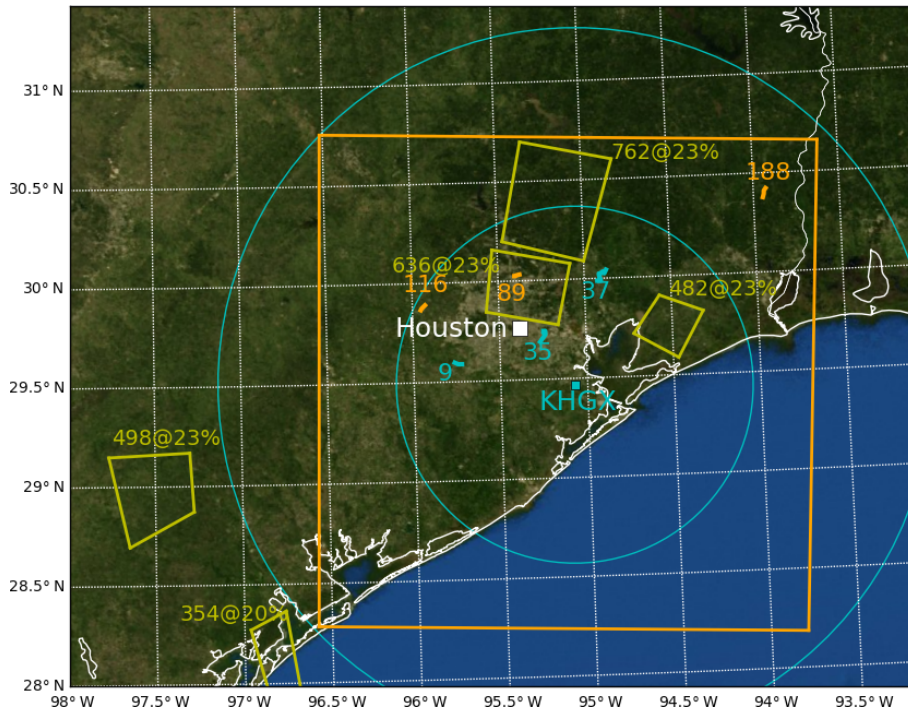 31° N
762@23%
188
30.5° N
636@23%
116
89
37
482@23%
30° N
Houston
35
9
29.5° N
KHGX
498@23%
29° N
28.5° N
354@20%
28° N
98° W 97.5° W 97° W 96.5° W 96° W 95.5° W 95° W 94.5° W 94° W 93.5° W